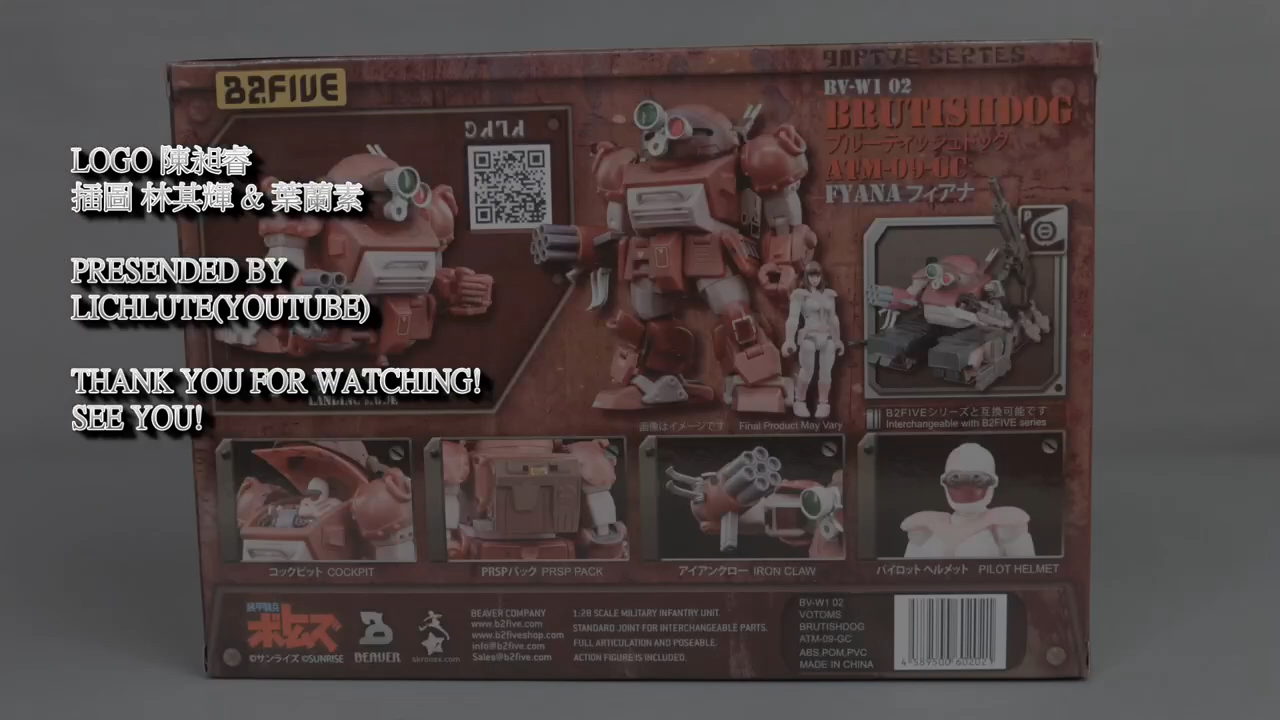 LOGO 陳昶睿
插圖 林其輝 & 葉蘭素
PRESENDED BY
LICHLUTE(YOUTUBE)
THANK YOU FOR WATCHING!
SEE YOU!
B2FIVE
BV-W1 02
BRUTISHDOG
ブルーティッシュドッグ
ATM-09-GC
FYANA フィアナ
画像はイメージです Final Product May Vary
B2FIVEシリーズと互換可能です
Interchangeable with B2FIVE series
コックピット COCKPIT
PRSPパック PRSP PACK
アイアンクロー IRON CLAW
パイロット ヘルメット PILOT HELMET
装甲騎兵
ボトムズ
©サンライズ ©SUNRISE
BEAVER
BEAVER COMPANY
www.b2five.com
www.b2fiveshop.com
info@b2five.com
Sales@b2five.com
1:28 SCALE MILITARY INFANTRY UNIT.
STANDARD JOINT FOR INTERCHANGEABLE PARTS.
FULL ARTICULATION AND POSEABLE.
ACTION FIGURE IS INCLUDED.
BV-W1 02
VOTOMS
BRUTISHDOG
ATM-09-GC
ABS,POM,PVC
MADE IN CHINA